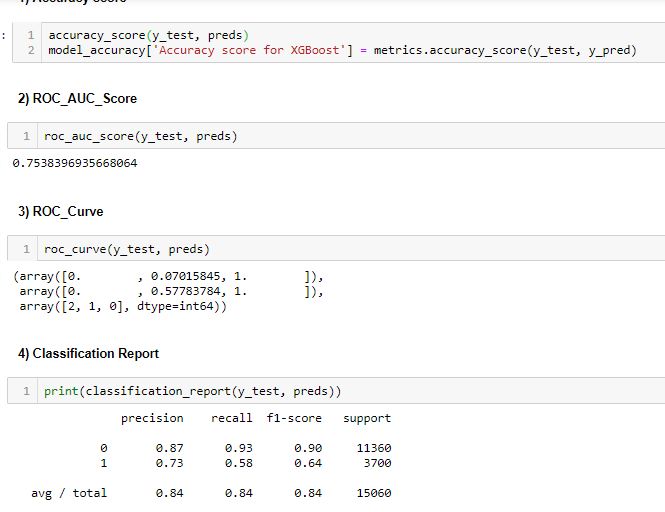 1) Accuracy Score
: 1 accuracy_score(y_test, preds)
2 model_accuracy['Accuracy score for XGBoost'] = metrics.accuracy_score(y_test, y_pred)
2) ROC_AUC_Score
1 roc_auc_score(y_test, preds)
0.7538396935668064
3) ROC_Curve
1 roc_curve(y_test, preds)
(array([0.        , 0.07015845, 1.        ]),
array([0.        , 0.57783784, 1.        ]),
array([2, 1, 0], dtype=int64))
4) Classification Report
1 print(classification_report(y_test, preds))
precision recall f1-score support
0 0.87 0.93 0.90 11360
1 0.73 0.58 0.64 3700
avg / total 0.84 0.84 0.84 15060